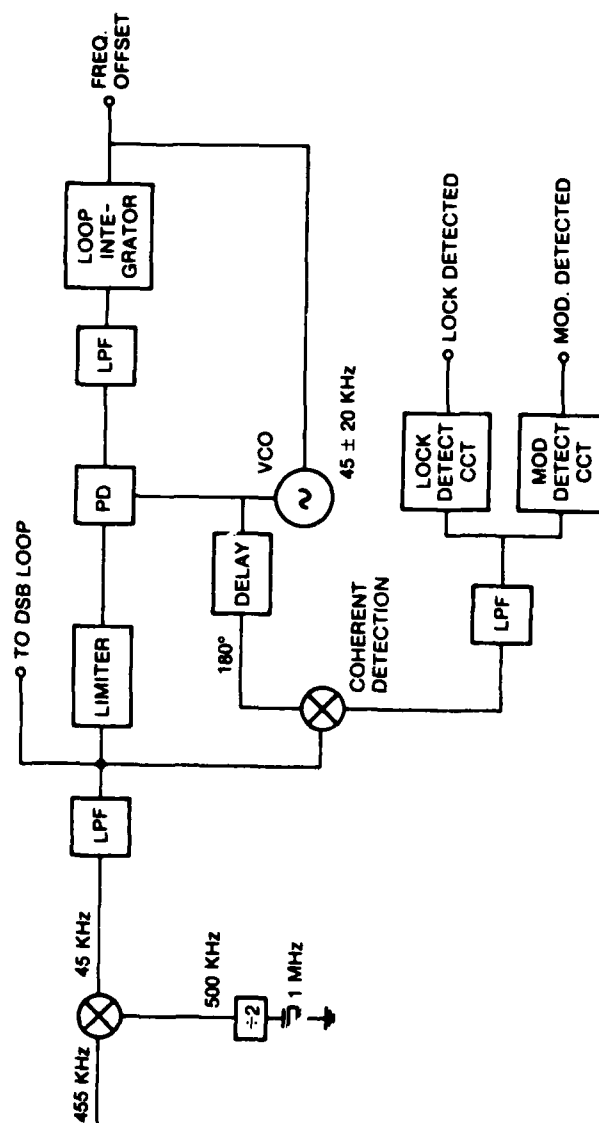 455 KHz
45 KHz
500 KHz
÷2
1 MHz
LPF
TO DSB LOOP
LIMITER
PD
LPF
LOOP
INTE-
GRATOR
FREQ.
OFFSET
VCO
45 ± 20 KHz
DELAY
180°
COHERENT
DETECTION
LPF
LOCK
DETECT
CCT
LOCK DETECTED
MOD
DETECT
CCT
MOD. DETECTED